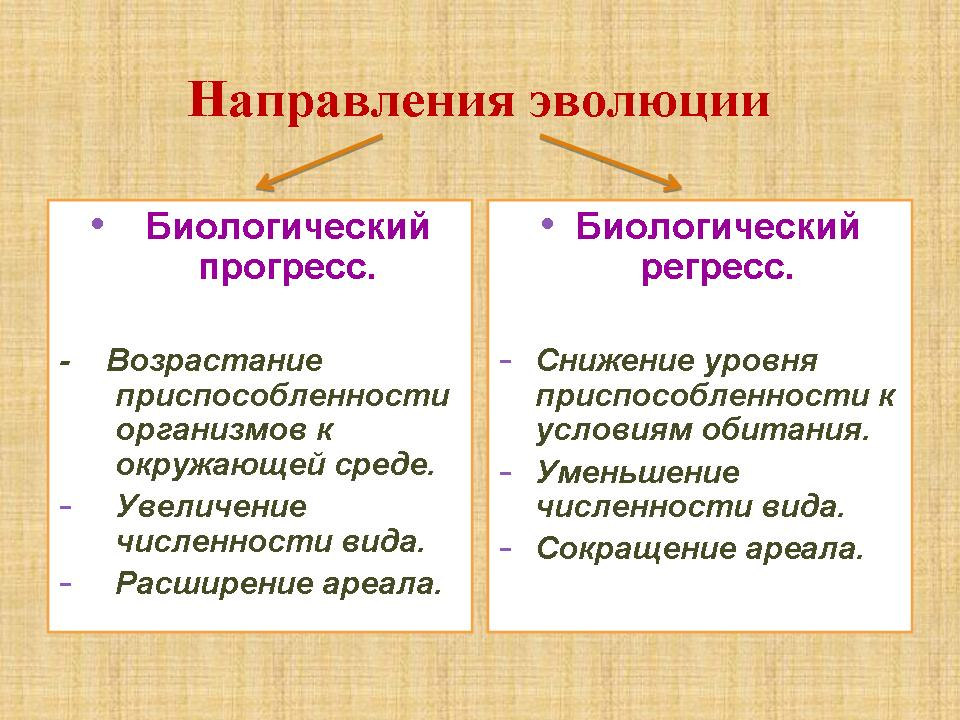 Направления эволюции
• Биологический
прогресс.
- Возрастание
приспособленности
организмов к
окружающей среде.
- Увеличение
численности вида.
- Расширение ареала.
• Биологический
регресс.
- Снижение уровня
приспособленности к
условиям обитания.
- Уменьшение
численности вида.
- Сокращение ареала.